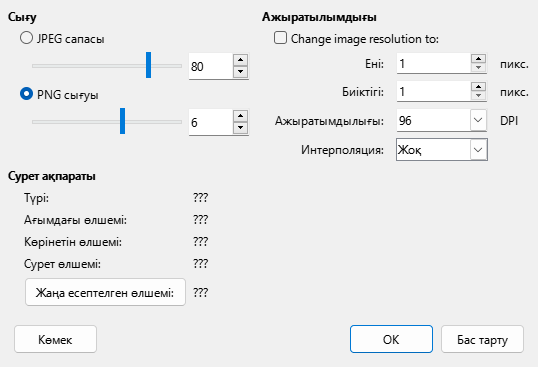 Сығу
JPEG сапасы
80
PNG сығуы
6
Ажыратылымдығы
Change image resolution to:
Ені: 1 пикс.
Биіктігі: 1 пикс.
Ажыратымдылығы: 96 DPI
Интерполяция: Жоқ
Сурет ақпараты
Түрі: ???
Ағымдағы өлшемі: ???
Көрінетін өлшемі: ???
Сурет өлшемі: ???
Жаңа есептелген өлшемі: ???
Көмек
OK
Бас тарту